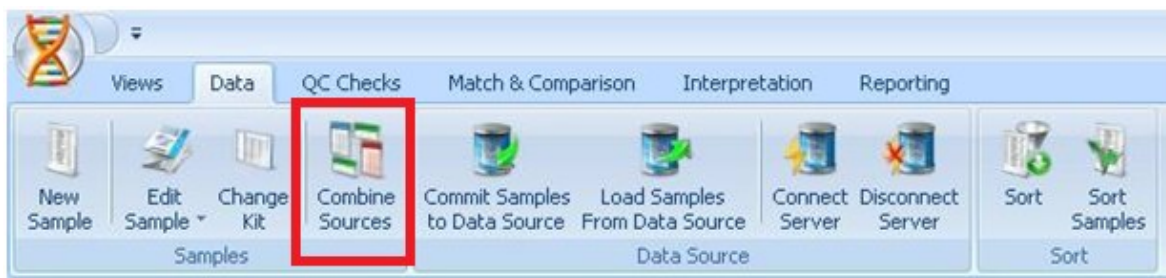 Views Data QC Checks Match & Comparison Interpretation Reporting
New Edit Change Combine Commit Samples Load Samples Connect Disconnect Sort Sort
Sample Sample Kit Sources to Data Source From Data Source Server Server Samples
Samples Data Source Sort